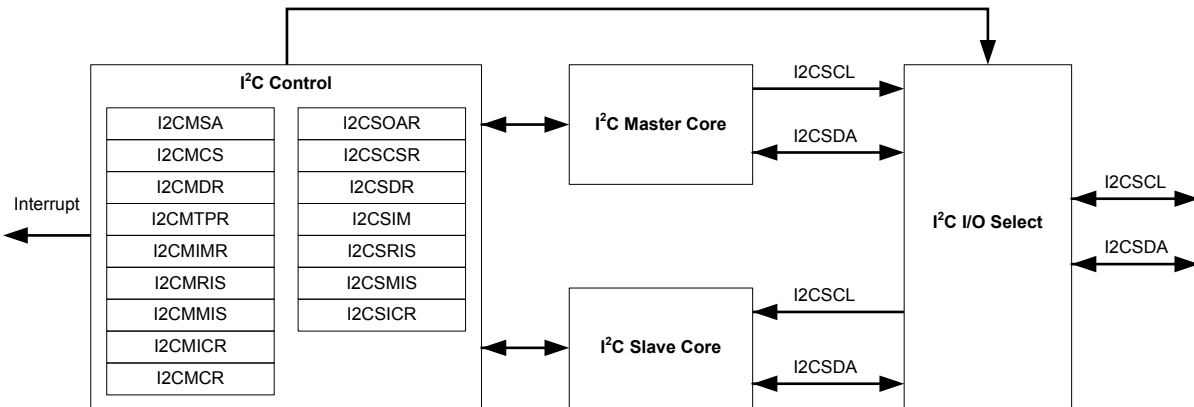 I²C Control
I2CMSA
I2CMCS
I2CMDR
I2CMTPR
I2CMIMR
I2CMRIS
I2CMMIS
I2CMICR
I2CMCR
I2CSOAR
I2CSCSR
I2CSDR
I2CSIM
I2CSRIS
I2CSMIS
I2CSICR
Interrupt
I²C Master Core
I2CSCL
I2CSDA
I²C Slave Core
I2CSCL
I2CSDA
I²C I/O Select
I2CSCL
I2CSDA